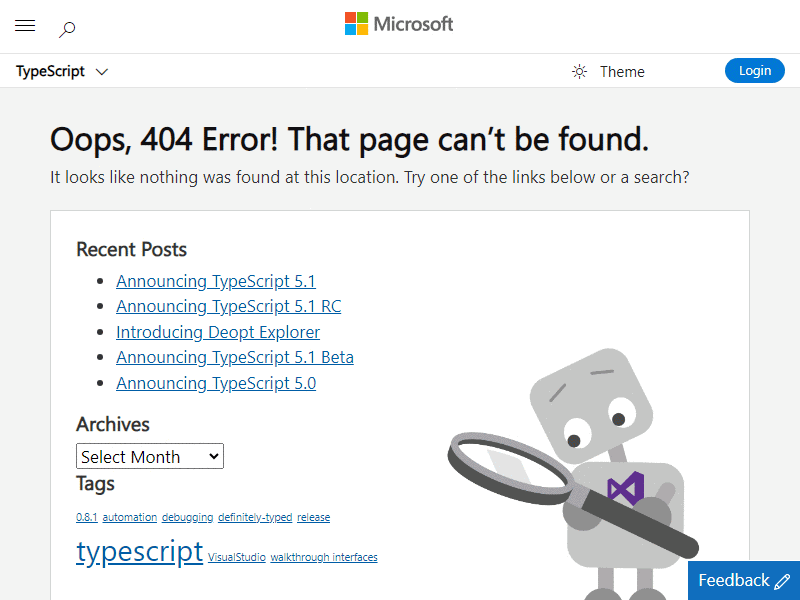 Microsoft
TypeScript
Theme
Login
Oops, 404 Error! That page can’t be found.
It looks like nothing was found at this location. Try one of the links below or a search?
Recent Posts
Announcing TypeScript 5.1
Announcing TypeScript 5.1 RC
Introducing Deopt Explorer
Announcing TypeScript 5.1 Beta
Announcing TypeScript 5.0
Archives
Select Month
Tags
0.8.1 automation debugging definitely-typed release
typescript VisualStudio walkthrough interfaces
Feedback